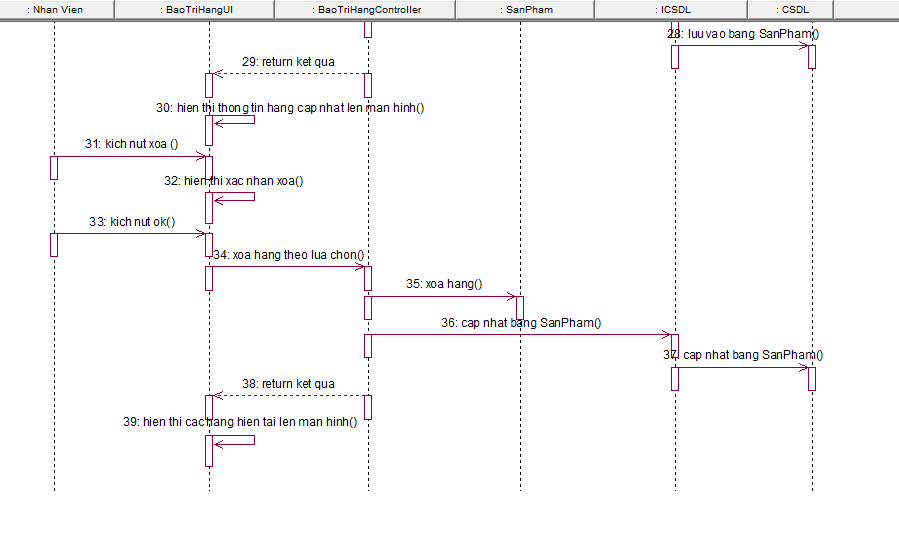 : Nhan Vien
: BaoTriHangUI
: BaoTriHangController
: SanPham
: ICSDL
: CSDL
28: luu vao bang SanPham()
29: return ket qua
30: hien thi thong tin hang cap nhat len man hinh()
31: kich nut xoa ()
32: hien thi xac nhan xoa()
33: kich nut ok()
34: xoa hang theo lua chon()
35: xoa hang()
36: cap nhat bang SanPham()
37: cap nhat bang SanPham()
38: return ket qua
39: hien thi cac hang hien tai len man hinh()